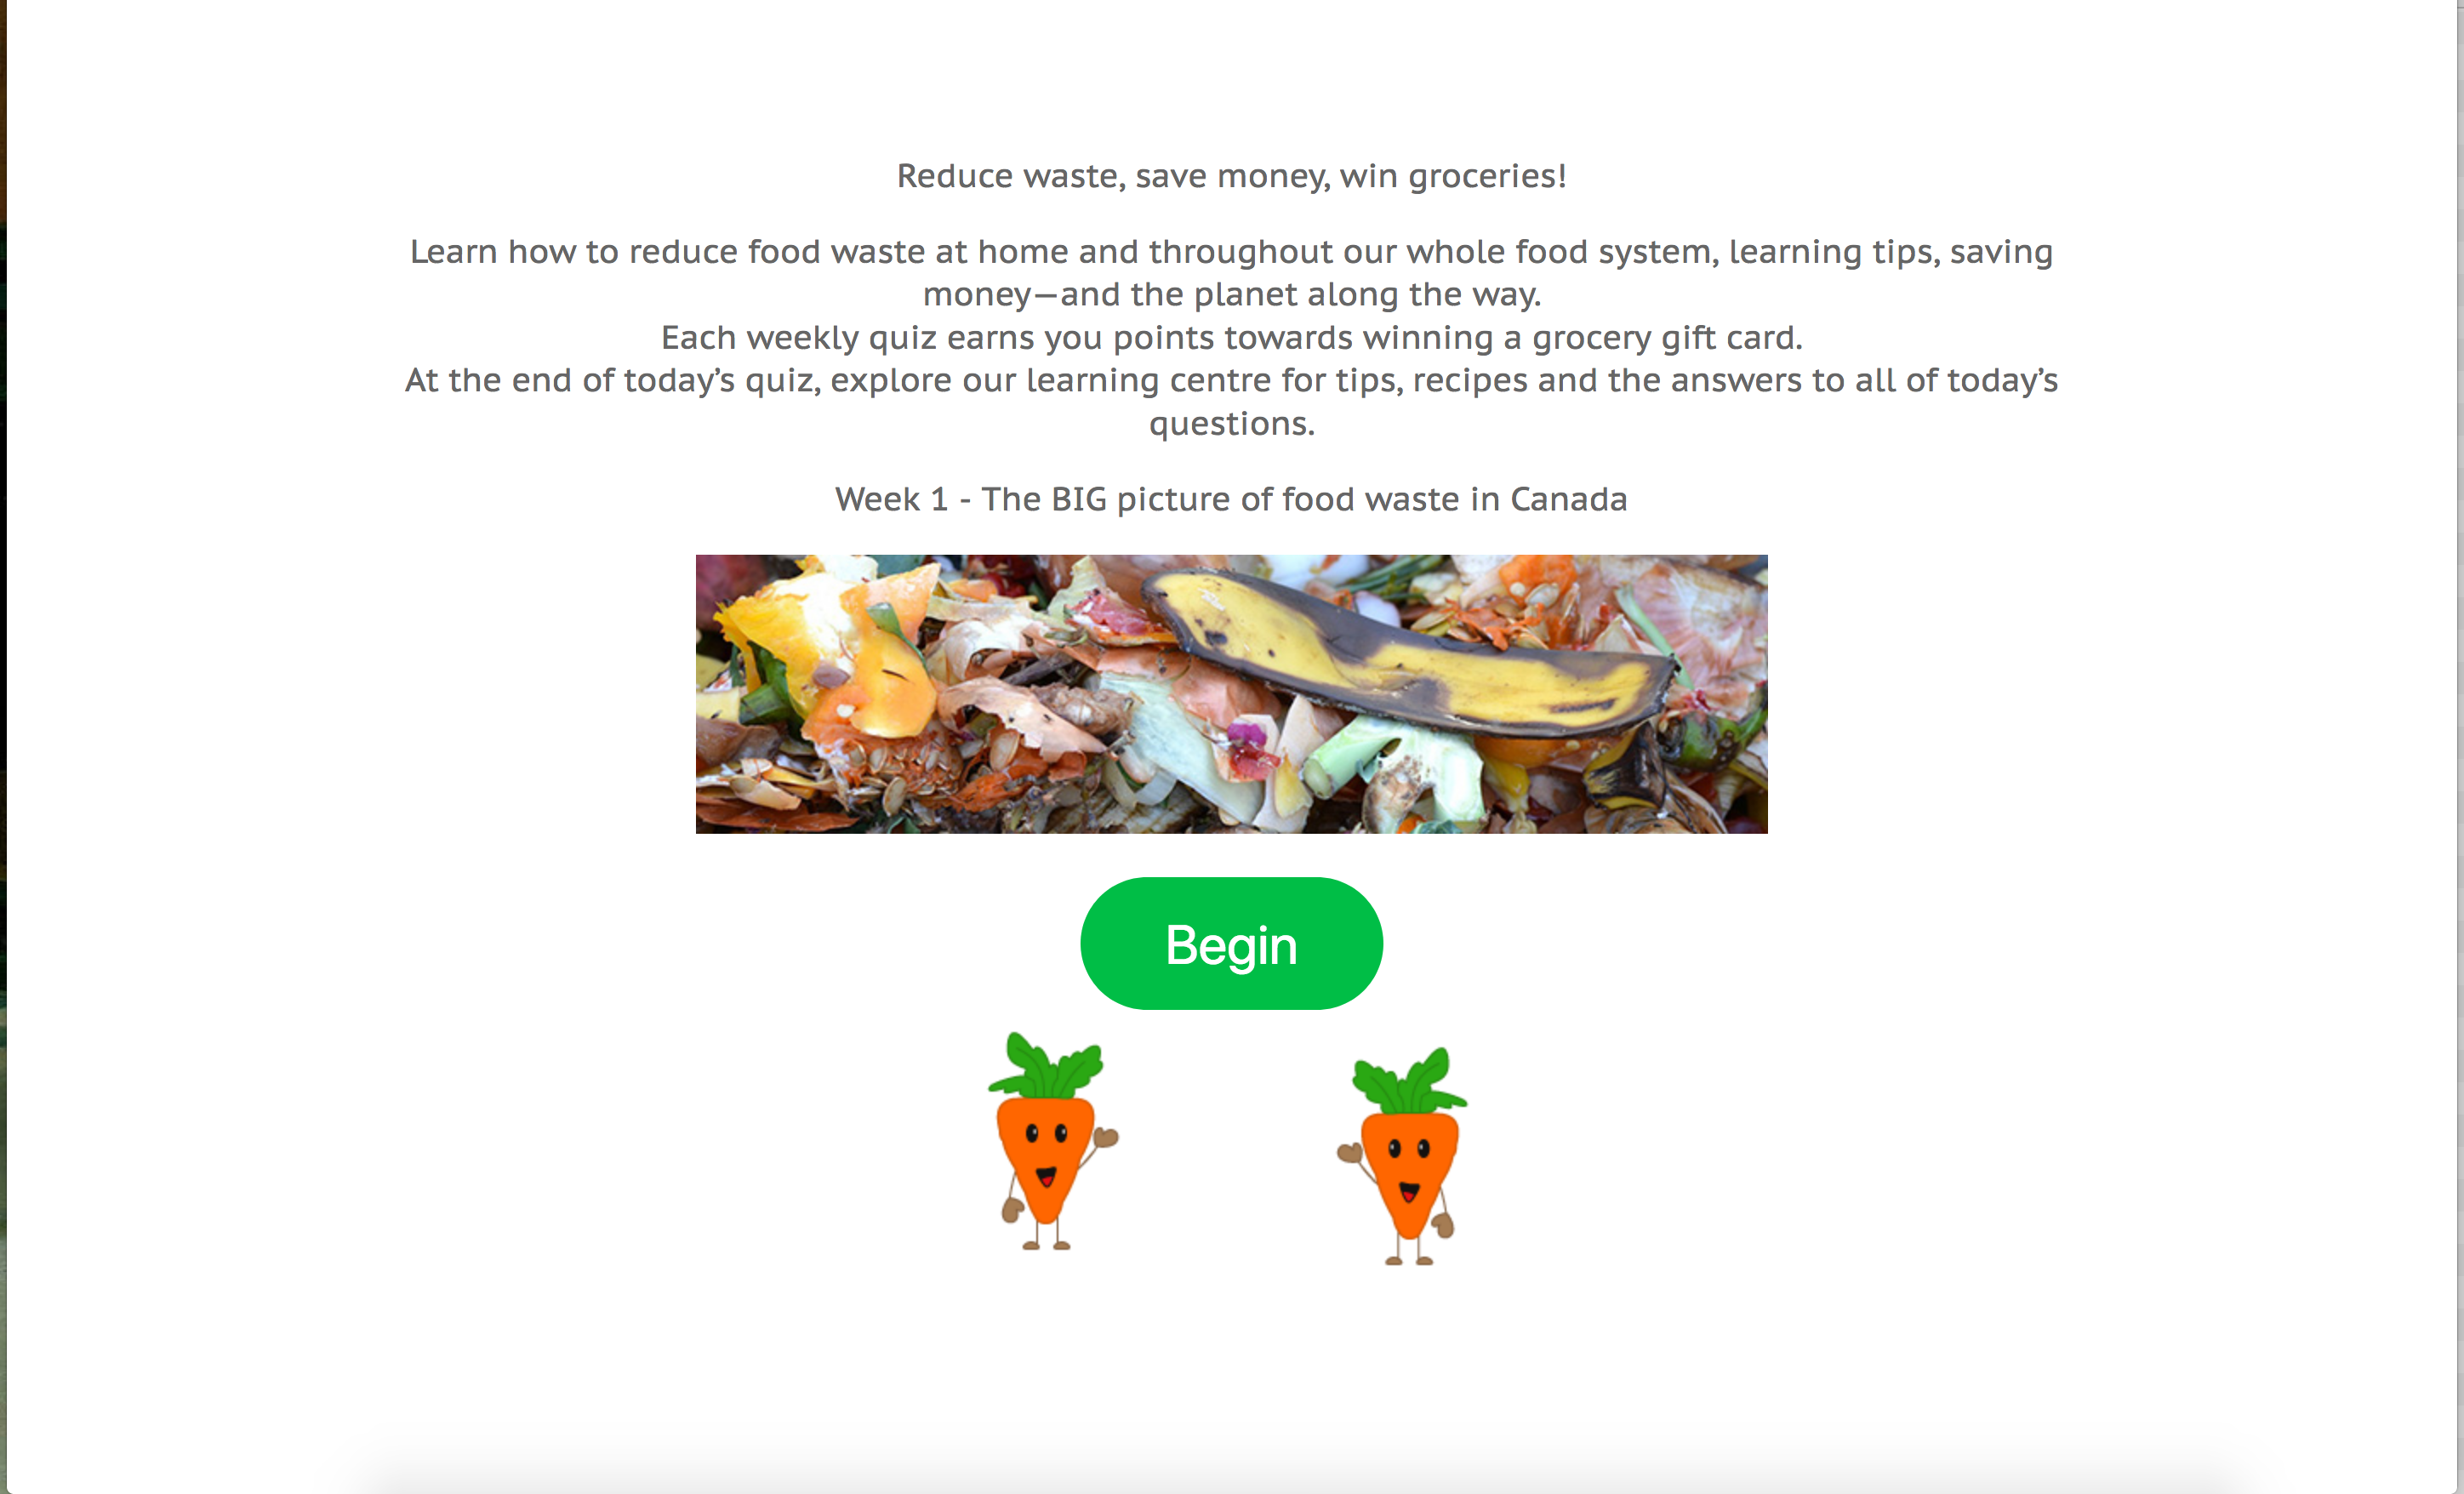 Reduce waste, save money, win groceries!
Learn how to reduce food waste at home and throughout our whole food system, learning tips, saving
money—and the planet along the way.
Each weekly quiz earns you points towards winning a grocery gift card.
At the end of today’s quiz, explore our learning centre for tips, recipes and the answers to all of today’s
questions.
Week 1 - The BIG picture of food waste in Canada
Begin